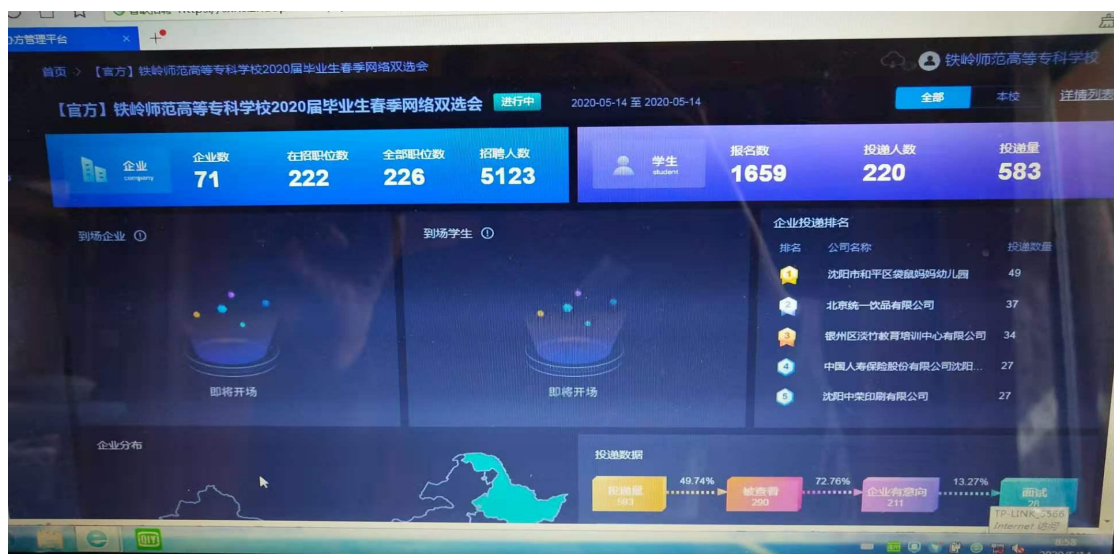 方管理平台
首页 > 【官方】铁岭师范高等专科学校2020届毕业生春季网络双选会
铁岭师范高等专科学校
【官方】铁岭师范高等专科学校2020届毕业生春季网络双选会 进行中 2020-05-14 至 2020-05-14 全部 本校 详情列表
企业 company
企业数 在招职位数 全部职位数 招聘人数
71 222 226 5123
学生 student
报名数 投递人数 投递量
1659 220 583
到场企业
即将开场
到场学生
即将开场
企业投递排名
排名 公司名称 投递数量
1 沈阳市和平区袋鼠妈妈幼儿园 49
2 北京统一饮品有限公司 37
3 银州区淡竹教育培训中心有限公司 34
4 中国人寿保险股份有限公司沈阳... 27
5 沈阳中荣印刷有限公司 27
企业分布
投递数据
投递量 583
49.74%
被查看 290
72.76%
企业有意向 211
13.27%
面试 28
TP-LINK_3566
Internet 访问
8:58